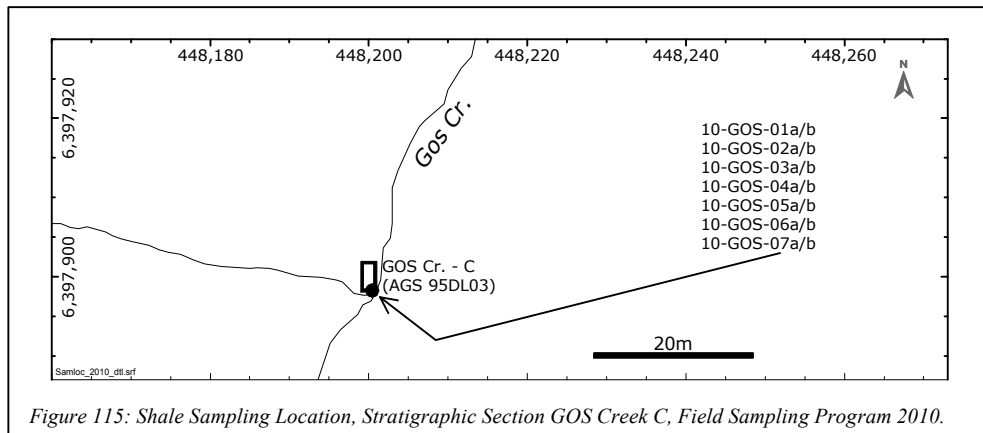 448,180
448,200
448,220
448,240
448,260
N
6,397,920
Gos Cr.
10-GOS-01a/b
10-GOS-02a/b
10-GOS-03a/b
10-GOS-04a/b
10-GOS-05a/b
10-GOS-06a/b
10-GOS-07a/b
6,397,900
GOS Cr. - C
(AGS 95DL03)
20m
Samloc_2010_dtl.srf
Figure 115: Shale Sampling Location, Stratigraphic Section GOS Creek C, Field Sampling Program 2010.